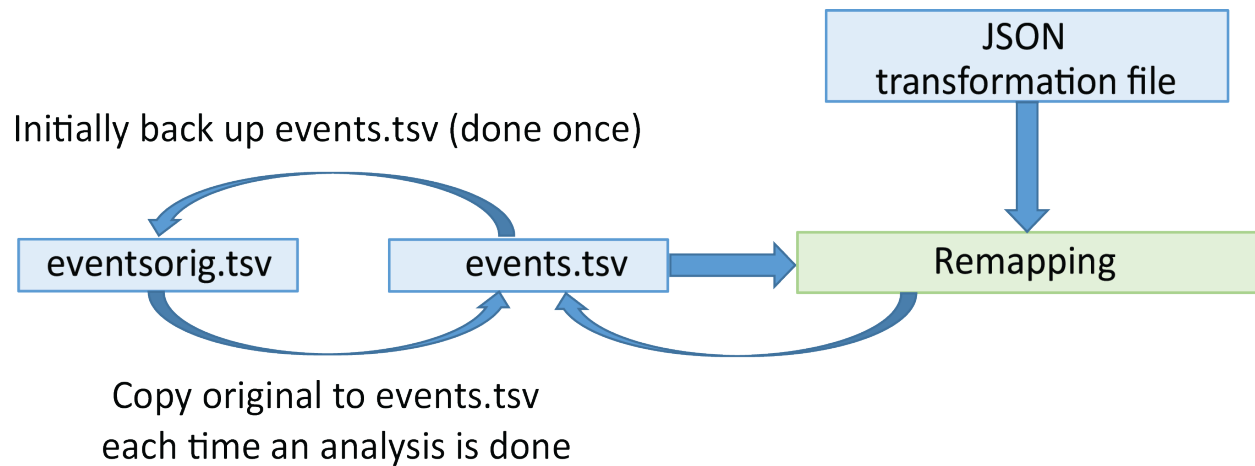 JSON
transformation file
Initially back up events.tsv (done once)
eventsorig.tsv
events.tsv
Remapping
Copy original to events.tsv
each time an analysis is done